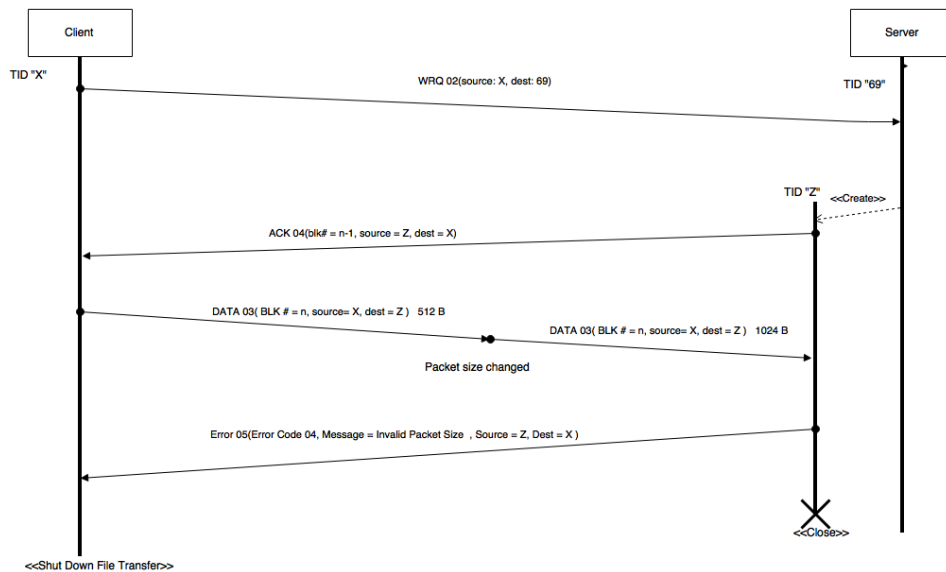 Client
Server
TID "X"
WRQ 02(source: X, dest: 69)
TID "69"
TID "Z"
<<Create>>
ACK 04(blk# = n-1, source = Z, dest = X)
DATA 03( BLK # = n, source= X, dest = Z ) 512 B
DATA 03( BLK # = n, source= X, dest = Z ) 1024 B
Packet size changed
Error 05(Error Code 04, Message = Invalid Packet Size , Source = Z, Dest = X )
<<Close>>
<<Shut Down File Transfer>>